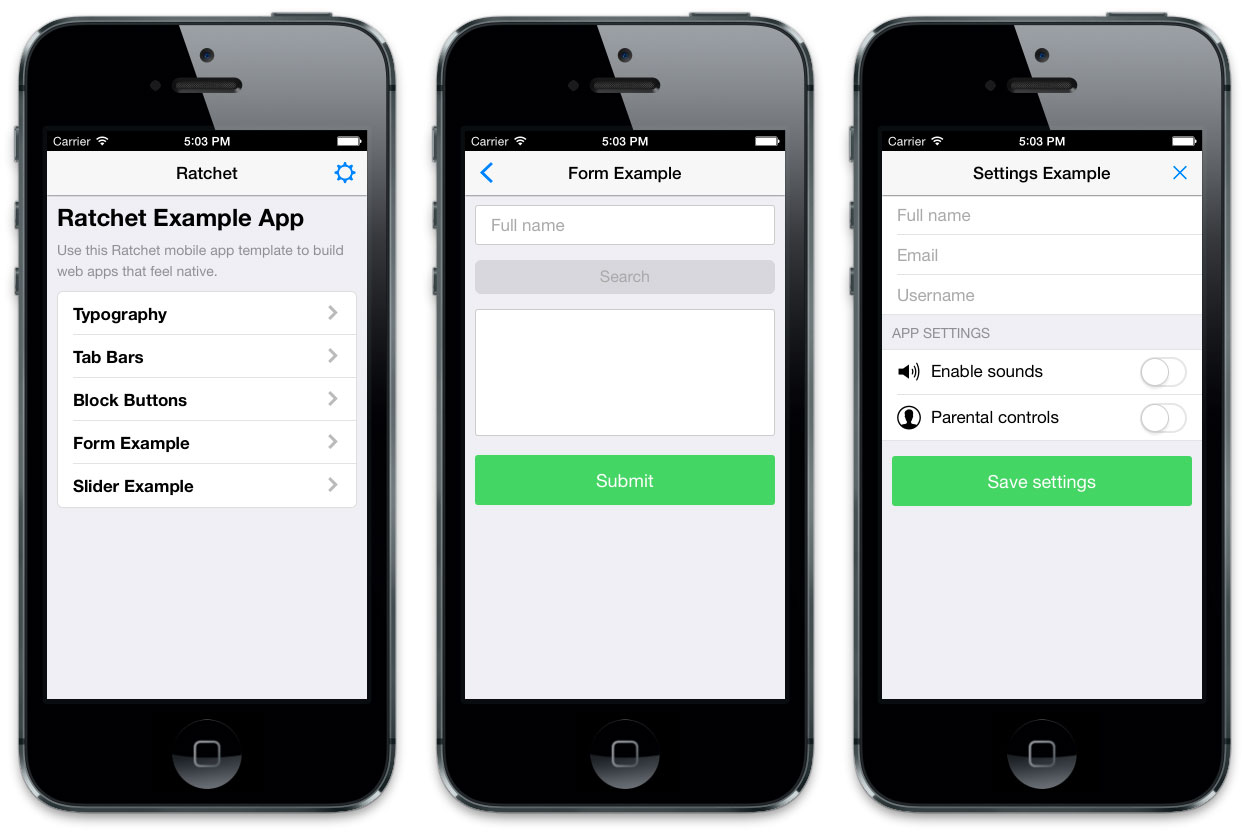 Carrier 5:03 PM
Ratchet
Ratchet Example App
Use this Ratchet mobile app template to build
web apps that feel native.
Typography
Tab Bars
Block Buttons
Form Example
Slider Example
Carrier 5:03 PM
Form Example
Full name
Search
Submit
Carrier 5:03 PM
Settings Example
Full name
Email
Username
APP SETTINGS
Enable sounds
Parental controls
Save settings